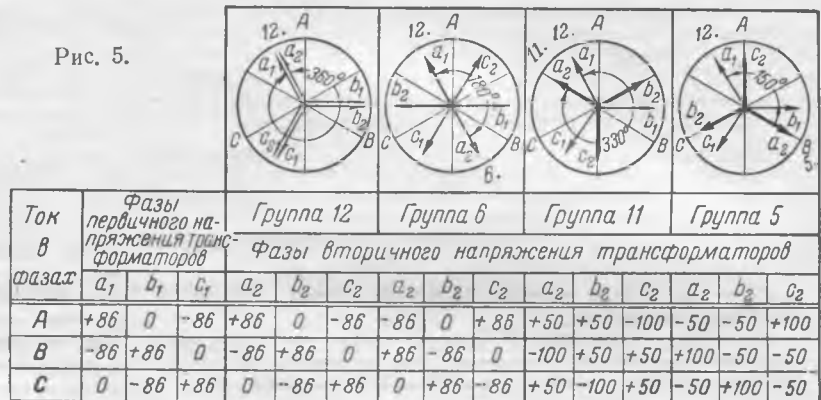 Рис. 5.
12. A a₁ a₂ 360° b₁ b₂ B C c₂ c₁
12. A a₁ c₂ 180° b₂ b₁ B C c₁ a₂ 6.
11. 12. A a₁ a₂ b₂ b₁ B C c₁ c₂ 330°
12. A a₁ c₂ 150° b₁ b₂ B C c₁ a₂ 5.
Ток в фазах
Фазы первичного на-
пряжения транс-
форматоров
Группа 12 Группа 6 Группа 11 Группа 5
Фазы вторичного напряжения трансформаторов
a₁ b₁ c₁ a₂ b₂ c₂ a₂ b₂ c₂ a₂ b₂ c₂ a₂ b₂ c₂
A +86 0 -86 +86 0 -86 -86 0 +86 +50 +50 -100 -50 -50 +100
B -86 +86 0 -86 +86 0 +86 -86 0 -100 +50 +50 +100 -50 -50
C 0 -86 +86 0 -86 +86 0 +86 -86 +50 -100 +50 -50 +100 -50